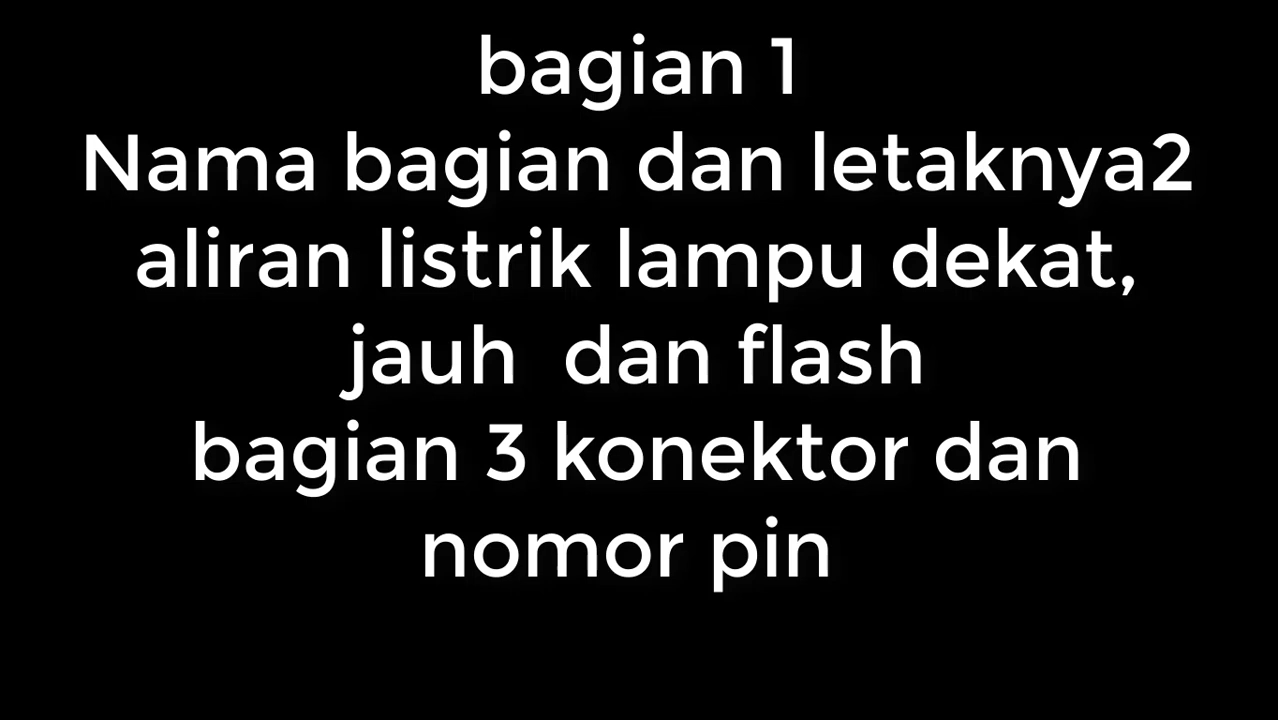 bagian 1
Nama bagian dan letaknya2
aliran listrik lampu dekat,
jauh  dan flash
bagian 3 konektor dan
nomor pin